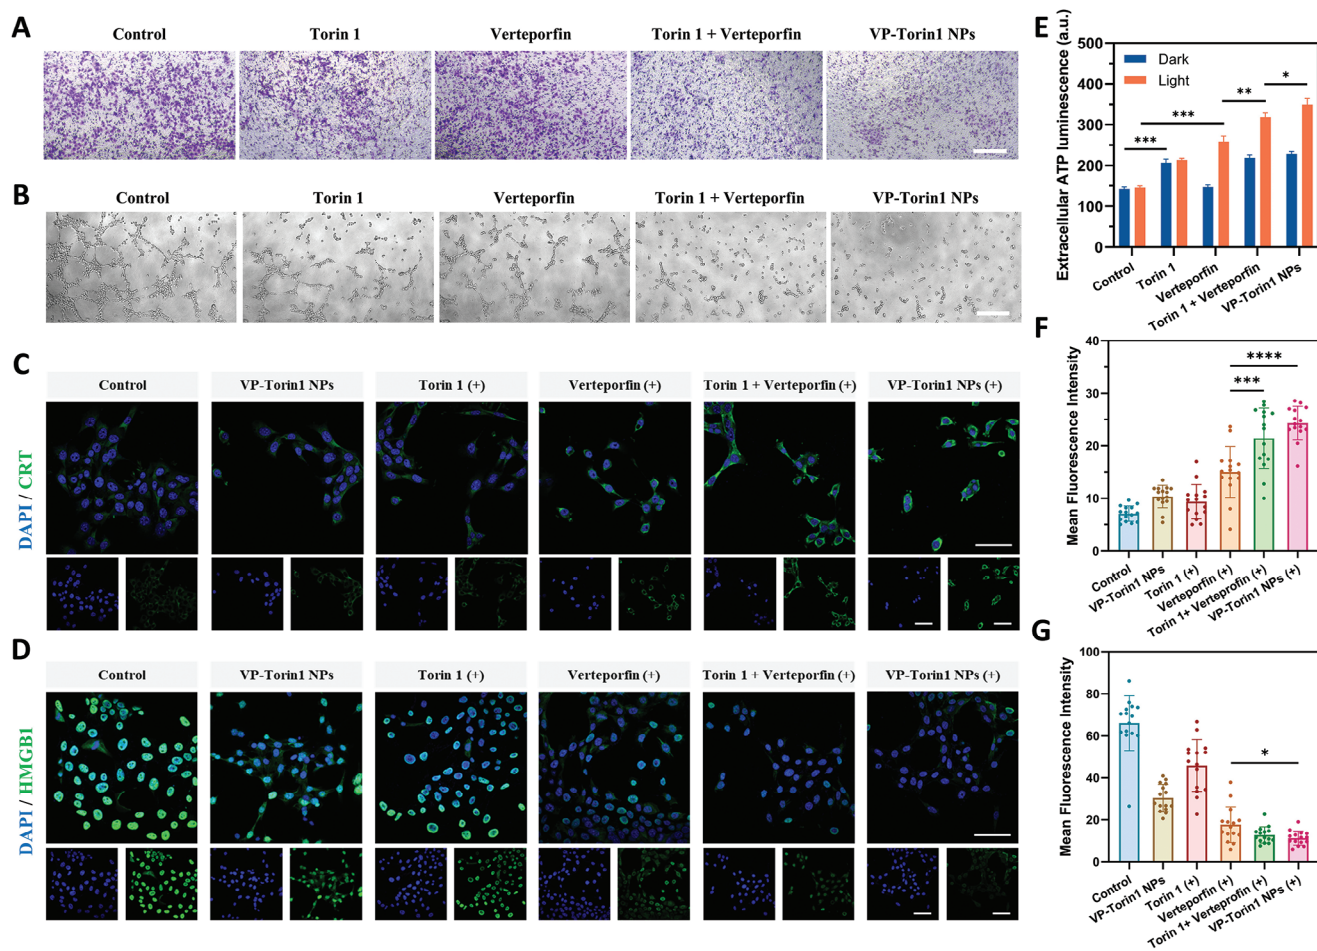 A
Control
Torin 1
Verteporfin
Torin 1 + Verteporfin
VP-Torin1 NPs
B
Control
Torin 1
Verteporfin
Torin 1 + Verteporfin
VP-Torin1 NPs
C
DAPI / CRT
Control
VP-Torin1 NPs
Torin 1 (+)
Verteporfin (+)
Torin 1 + Verteporfin (+)
VP-Torin1 NPs (+)
D
DAPI / HMGB1
Control
VP-Torin1 NPs
Torin 1 (+)
Verteporfin (+)
Torin 1 + Verteporfin (+)
VP-Torin1 NPs (+)
E
Extracellular ATP luminescence (a.u.)
500
400
300
200
100
0
Dark
Light
***
***
**
*
Control
Torin 1
Verteporfin
Torin 1 + Verteporfin
VP-Torin1 NPs
F
Mean Fluorescence Intensity
40
30
20
10
0
****
***
Control
VP-Torin1 NPs
Torin 1 (+)
Verteporfin (+)
Torin 1+ Verteprofin (+)
VP-Torin1 NPs (+)
G
Mean Fluorescence Intensity
100
80
60
40
20
0
*
Control
VP-Torin1 NPs
Torin 1 (+)
Verteporfin (+)
Torin 1+ Verteprofin (+)
VP-Torin1 NPs (+)